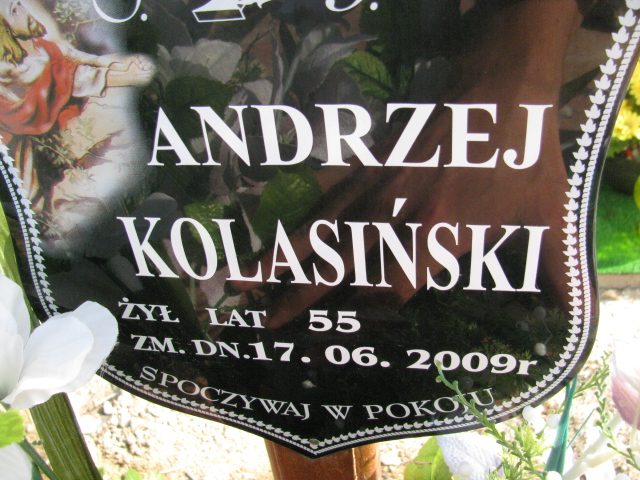 ANDRZEJ
KOLASIŃSKI
ŻYŁ LAT 55
ZM. DN. 17. 06. 2009r
SPOCZYWAJ W POKOJU